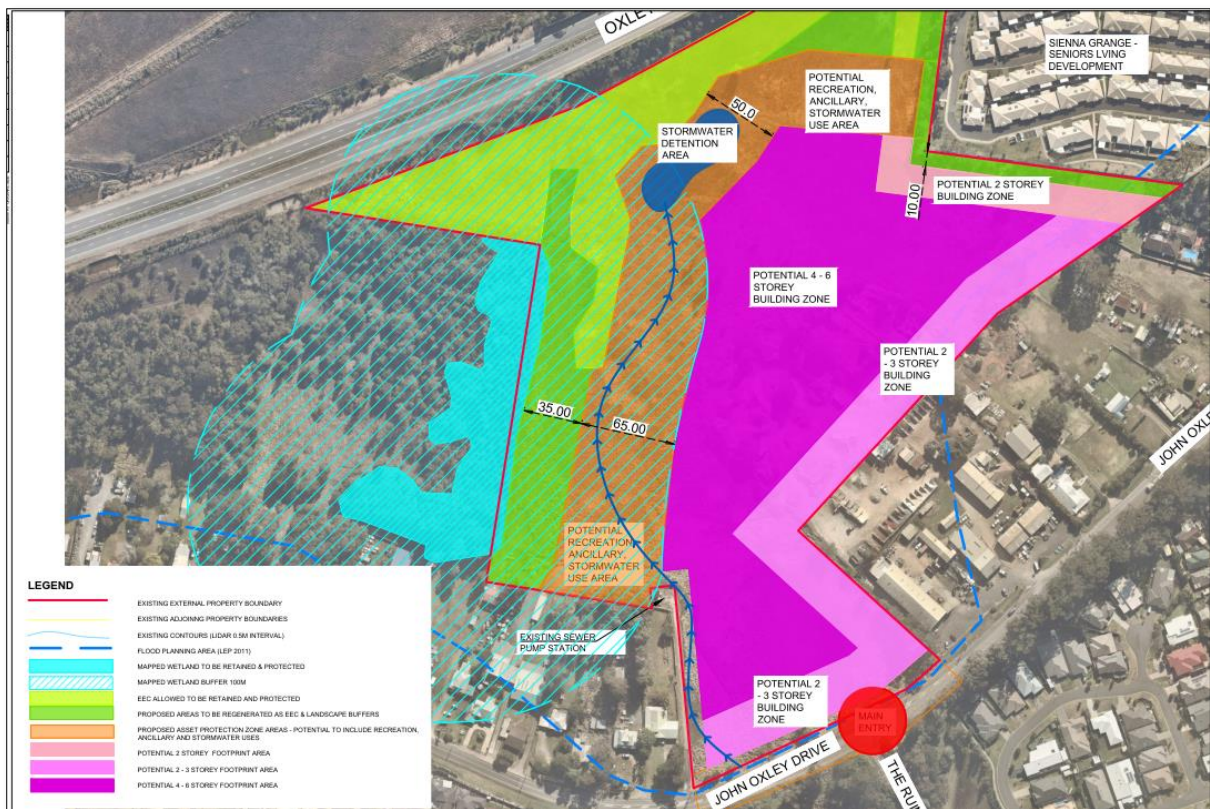 OXLEY
SIENNA GRANGE -
SENIORS LVING
DEVELOPMENT
POTENTIAL
RECREATION,
ANCILLARY,
STORMWATER
USE AREA
50.0
STORMWATER
DETENTION
AREA
POTENTIAL 2 STOREY
BUILDING ZONE
10.00
POTENTIAL 4 - 6
STOREY
BUILDING ZONE
POTENTIAL 2
- 3 STOREY
BUILDING
ZONE
35.00
65.00
JOHN OXLEY
POTENTIAL
RECREATION,
ANCILLARY,
STORMWATER
USE AREA
EXISTING SEWER
PUMP STATION
POTENTIAL 2
- 3 STOREY
BUILDING
ZONE
MAIN
ENTRY
JOHN OXLEY DRIVE
THE RU
LEGEND
EXISTING EXTERNAL PROPERTY BOUNDARY
EXISTING ADJOINNG PROPERTY BOUNDARIES
EXISTING CONTOURS (LIDAR 0.5M INTERVAL)
FLOOD PLANNING AREA (LEP 2011)
MAPPED WETLAND TO BE RETAINED & PROTECTED
MAPPED WETLAND BUFFER 100M
EEC ALLOWED TO BE RETAINED AND PROTECTED
PROPOSED AREAS TO BE REGENERATED AS EEC & LANDSCAPE BUFFERS
PROPOSED ASSET PROTECTION ZONE AREAS - POTENTIAL TO INCLUDE RECREATION,
ANCILLARY AND STORMWATER USES
POTENTIAL 2 STOREY FOOTPRINT AREA
POTENTIAL 2 - 3 STOREY FOOTPRINT AREA
POTENTIAL 4 - 6 STOREY FOOTPRINT AREA